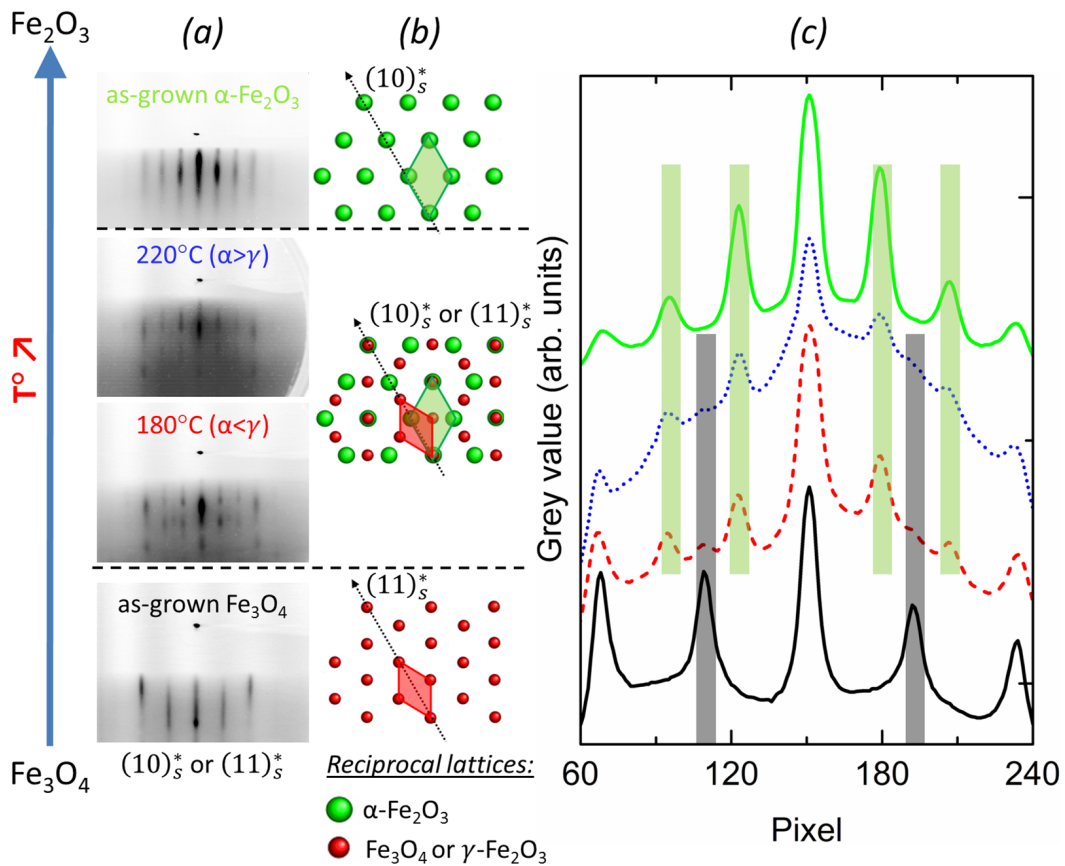 Fe₂O₃
(a)
(b)
(c)
as-grown α-Fe₂O₃
(10)*ₛ
220°C (α>γ)
(10)*ₛ or (11)*ₛ
T° ↗
180°C (α<γ)
as-grown Fe₃O₄
(11)*ₛ
Fe₃O₄
(10)*ₛ or (11)*ₛ
Reciprocal lattices:
α-Fe₂O₃
Fe₃O₄ or γ-Fe₂O₃
Grey value (arb. units)
60 120 180 240
Pixel